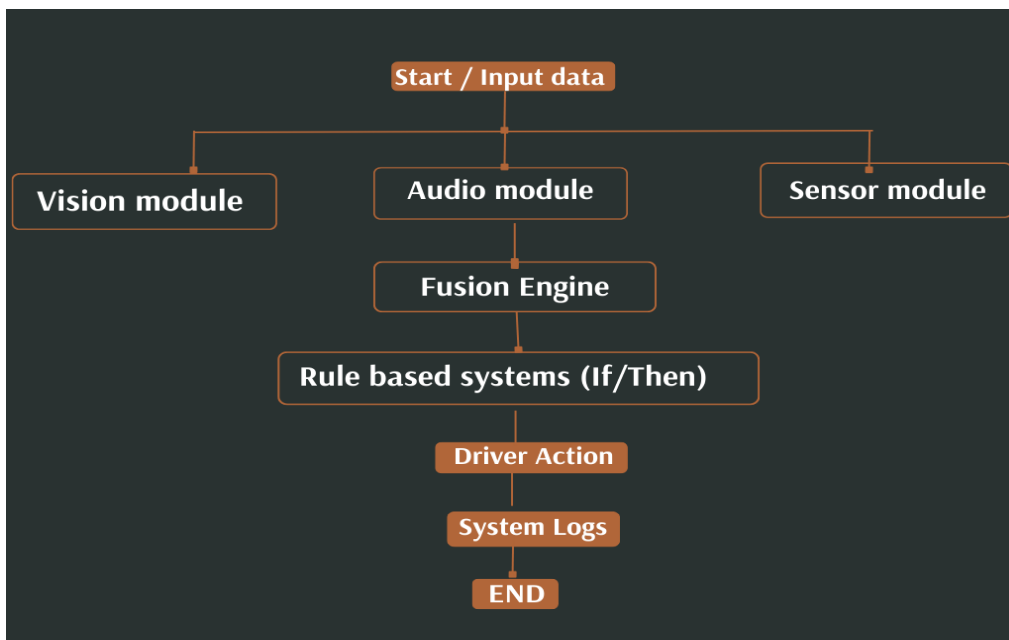 Start / Input data
Vision module
Audio module
Sensor module
Fusion Engine
Rule based systems (If/Then)
Driver Action
System Logs
END